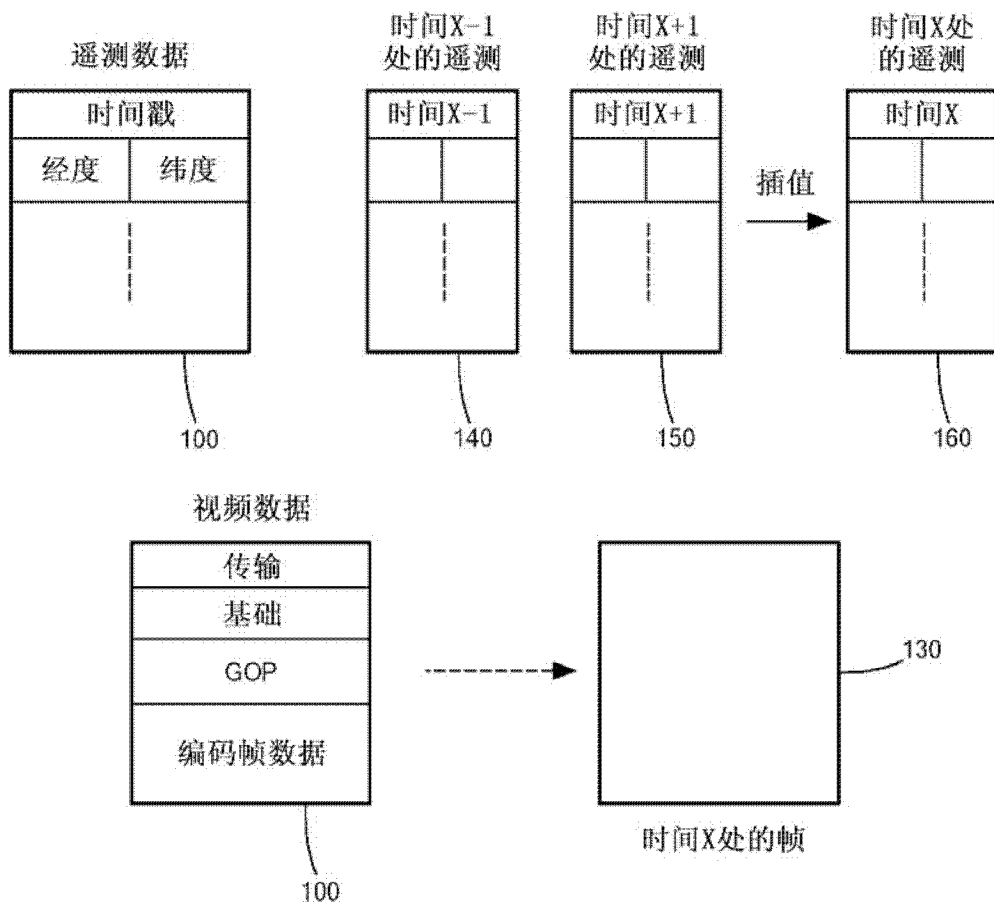 遥测数据
时间戳
经度 纬度
100
时间X-1
处的遥测
时间X-1
140
时间X+1
处的遥测
时间X+1
150
插值
时间X处
的遥测
时间X
160
视频数据
传输
基础
GOP
编码帧数据
100
130
时间X处的帧